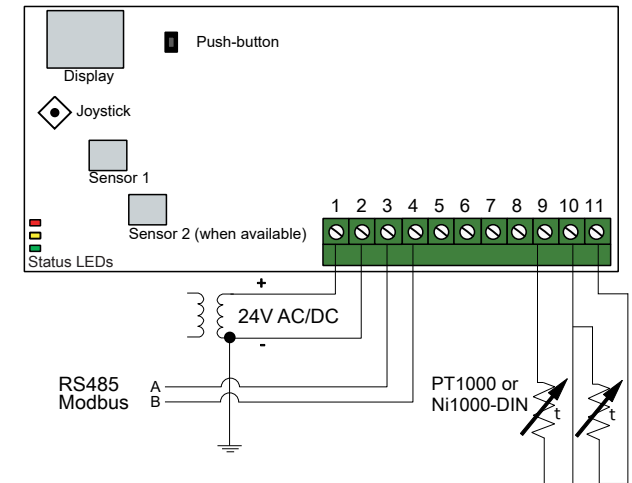 Push-button
Display
Joystick
Sensor 1
Sensor 2 (when available)
Status LEDs
1 2 3 4 5 6 7 8 9 10 11
+
24V AC/DC
-
RS485 A
Modbus B
PT1000 or
Ni1000-DIN
t t